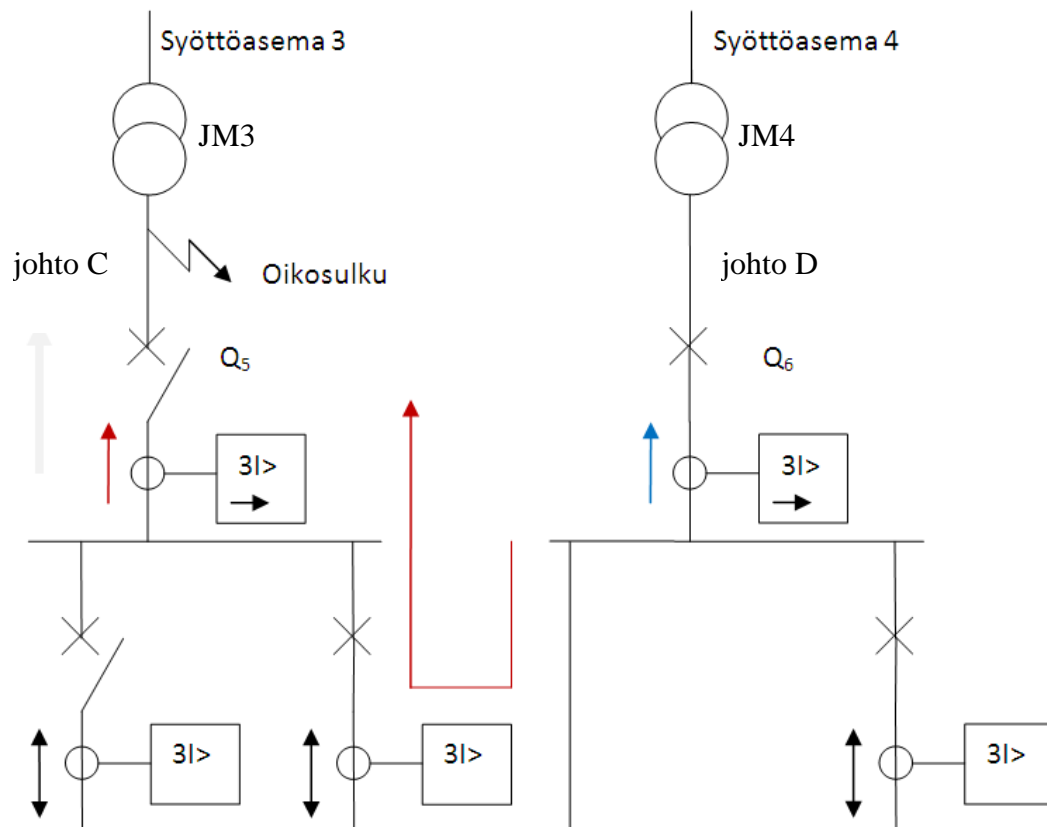 Syöttöasema 3
Syöttöasema 4
JM3
JM4
johto C
Oikosulku
johto D
Q₅
Q₆
3I>
3I>
3I>
3I>
3I>